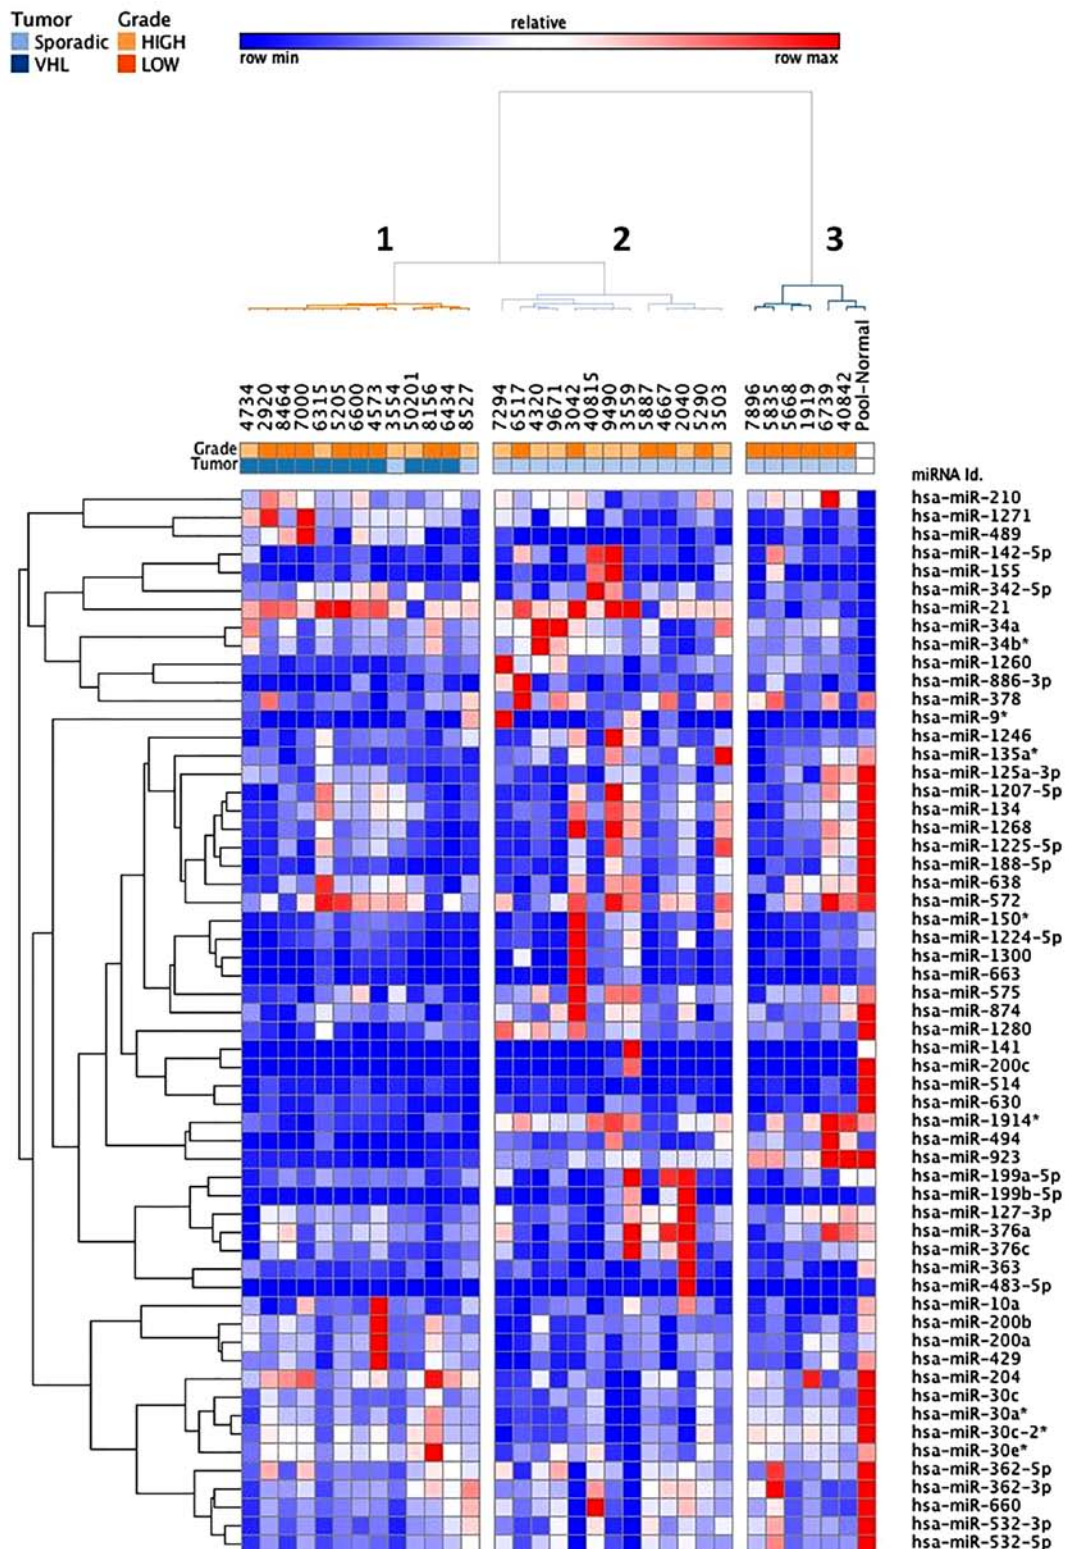 Tumor Grade
Sporadic HIGH
VHL LOW
relative
row min row max
1 2 3
4734 2920 8464 7000 6315 5205 6600 4573 3554 50201 8156 6434 8527 7294 6517 4320 9671 3042 40815 9490 3559 5887 4667 2040 5290 3503 7896 5835 5668 1919 6739 40842 Pool-Normal
Grade
Tumor
miRNA Id.
hsa-miR-210
hsa-miR-1271
hsa-miR-489
hsa-miR-142-5p
hsa-miR-155
hsa-miR-342-5p
hsa-miR-21
hsa-miR-34a
hsa-miR-34b*
hsa-miR-1260
hsa-miR-886-3p
hsa-miR-378
hsa-miR-9*
hsa-miR-1246
hsa-miR-135a*
hsa-miR-125a-3p
hsa-miR-1207-5p
hsa-miR-134
hsa-miR-1268
hsa-miR-1225-5p
hsa-miR-188-5p
hsa-miR-638
hsa-miR-572
hsa-miR-150*
hsa-miR-1224-5p
hsa-miR-1300
hsa-miR-663
hsa-miR-575
hsa-miR-874
hsa-miR-1280
hsa-miR-141
hsa-miR-200c
hsa-miR-514
hsa-miR-630
hsa-miR-1914*
hsa-miR-494
hsa-miR-923
hsa-miR-199a-5p
hsa-miR-199b-5p
hsa-miR-127-3p
hsa-miR-376a
hsa-miR-376c
hsa-miR-363
hsa-miR-483-5p
hsa-miR-10a
hsa-miR-200b
hsa-miR-200a
hsa-miR-429
hsa-miR-204
hsa-miR-30c
hsa-miR-30a*
hsa-miR-30c-2*
hsa-miR-30e*
hsa-miR-362-5p
hsa-miR-362-3p
hsa-miR-660
hsa-miR-532-3p
hsa-miR-532-5p